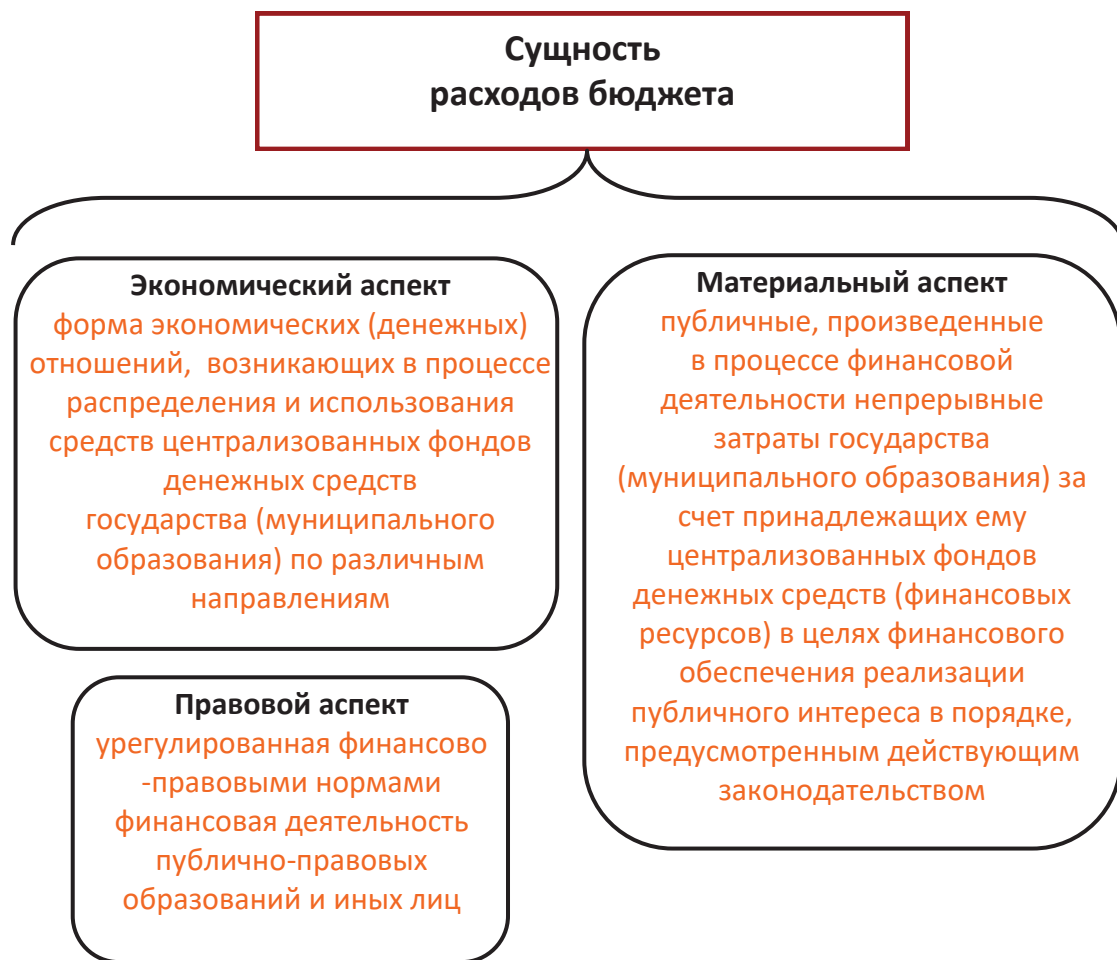 Сущность
расходов бюджета
Экономический аспект
форма экономических (денежных)
отношений, возникающих в процессе
распределения и использования
средств централизованных фондов
денежных средств
государства (муниципального
образования) по различным
направлениям
Правовой аспект
урегулированная финансово
-правовыми нормами
финансовая деятельность
публично-правовых
образований и иных лиц
Материальный аспект
публичные, произведенные
в процессе финансовой
деятельности непрерывные
затраты государства
(муниципального образования) за
счет принадлежащих ему
централизованных фондов
денежных средств (финансовых
ресурсов) в целях финансового
обеспечения реализации
публичного интереса в порядке,
предусмотренным действующим
законодательством